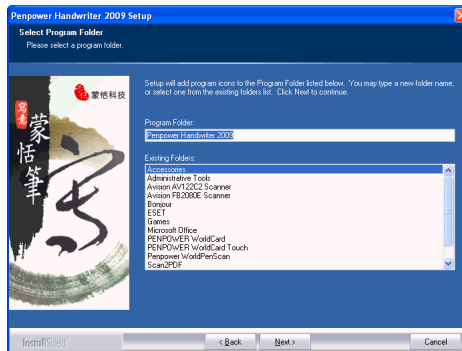 Penpower Handwriter 2009 Setup
Select Program Folder
Please select a program folder.
蒙恬科技
寫意
蒙恬筆
寫
Setup will add program icons to the Program Folder listed below. You may type a new folder name,
or select one from the existing folders list. Click Next to continue.
Program Folder:
Penpower Handwriter 2009
Existing Folders:
Accessories
Administrative Tools
Avision AV122C2 Scanner
Avision FB2080E Scanner
Bonjour
ESET
Games
Microsoft Office
PENPOWER WorldCard
PENPOWER WorldCard Touch
Penpower WorldPenScan
Scan2PDF
InstallShield
< Back
Next >
Cancel